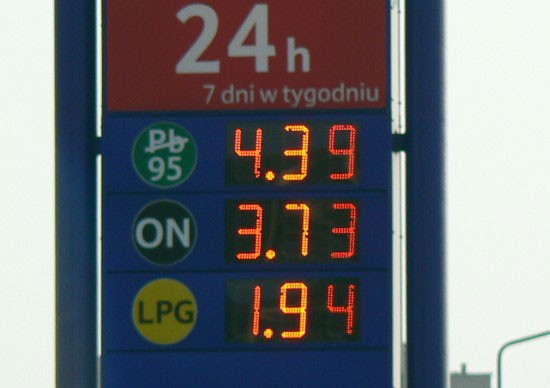 24h
7 dni w tygodniu
Pb 95 4.39
ON 3.73
LPG 1.94